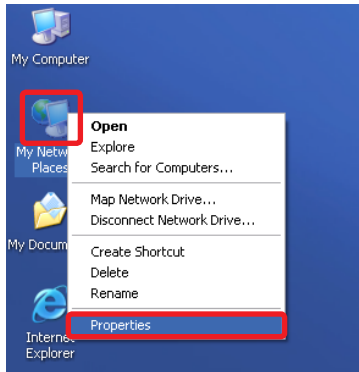 My Computer
My Netw
Places
Open
Explore
Search for Computers...
Map Network Drive...
Disconnect Network Drive...
My Docum
Create Shortcut
Delete
Rename
Properties
Internet
Explorer